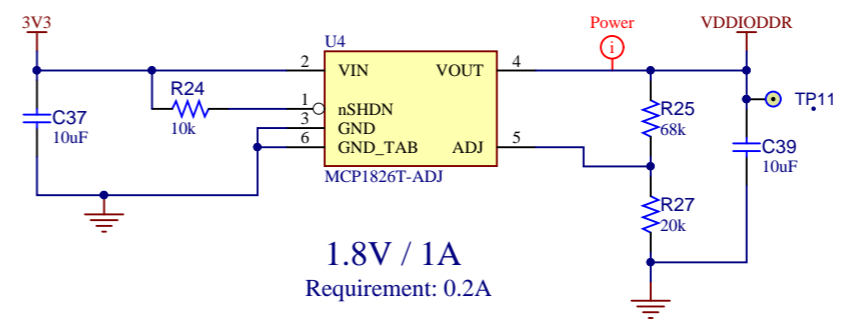 3V3
Power
VDDIODDR
U4
2
VIN
VOUT
4
R24
10k
1
nSHDN
3
GND
6
GND_TAB
ADJ
5
MCP1826T-ADJ
C37
10uF
i
R25
68k
TP11
C39
10uF
R27
20k
1.8V / 1A
Requirement: 0.2A